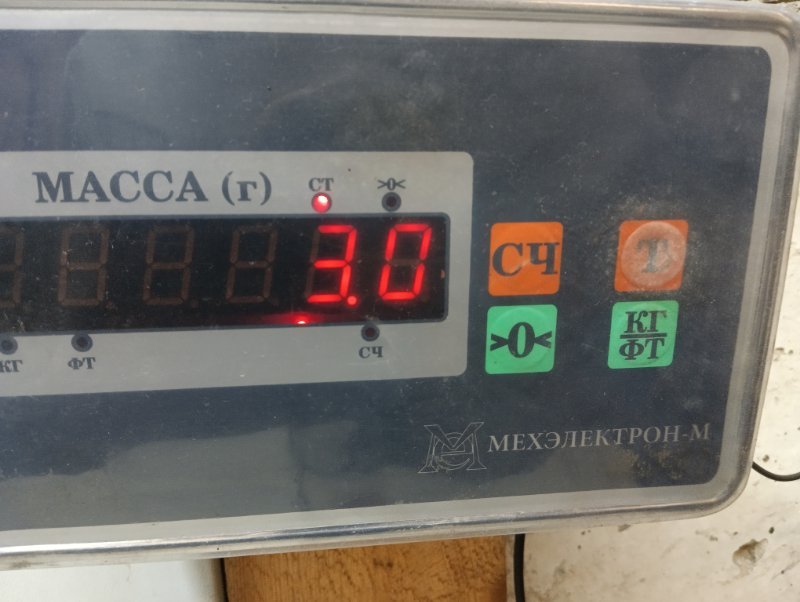 МАССА (г)
СТ >0<
3.0
КГ ФТ СЧ
СЧ Т
>0< КГ
ФТ
МЕХЭЛЕКТРОН-М